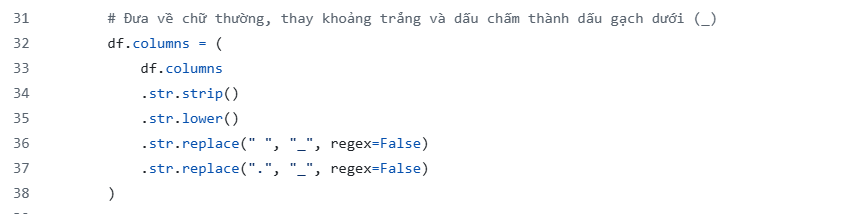 31 # Đưa về chữ thường, thay khoảng trắng và dấu chấm thành dấu gạch dưới (_)
32 df.columns = (
33 df.columns
34 .str.strip()
35 .str.lower()
36 .str.replace(" ", "_", regex=False)
37 .str.replace(".", "_", regex=False)
38 )